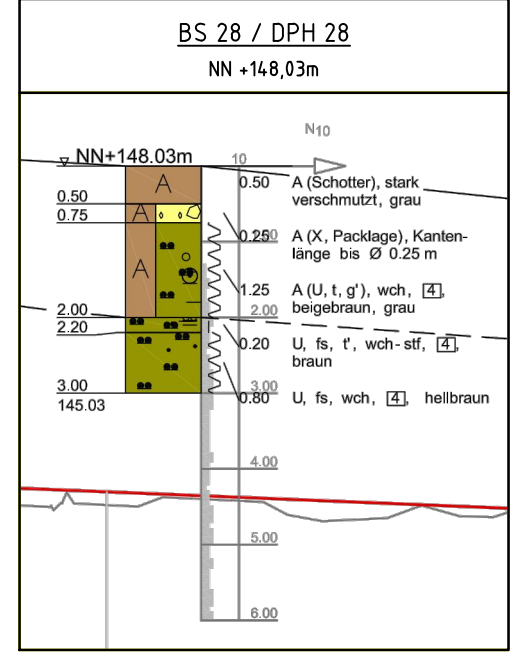 BS 28 / DPH 28
NN +148,03m
N10
NN+148.03m
10
A
0.50
0.50
A (Schotter), stark
verschmutzt, grau
0.75
A
0.25
1.00
A (X, Packlage), Kanten-
länge bis Ø 0.25 m
A
1.25
A (U, t, g'), wch, 4,
beigebraun, grau
2.00
2.00
2.20
0.20
U, fs, t', wch-stf, 4,
braun
3.00
3.00
145.03
0.80
U, fs, wch, 4, hellbraun
4.00
5.00
6.00